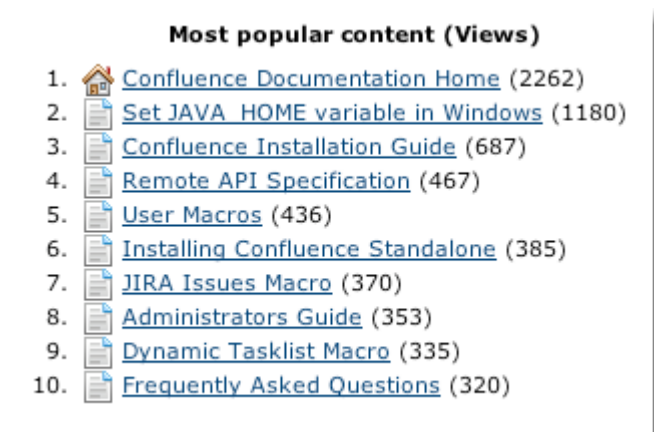 Most popular content (Views)
1. Confluence Documentation Home (2262)
2. Set JAVA_HOME variable in Windows (1180)
3. Confluence Installation Guide (687)
4. Remote API Specification (467)
5. User Macros (436)
6. Installing Confluence Standalone (385)
7. JIRA Issues Macro (370)
8. Administrators Guide (353)
9. Dynamic Tasklist Macro (335)
10. Frequently Asked Questions (320)